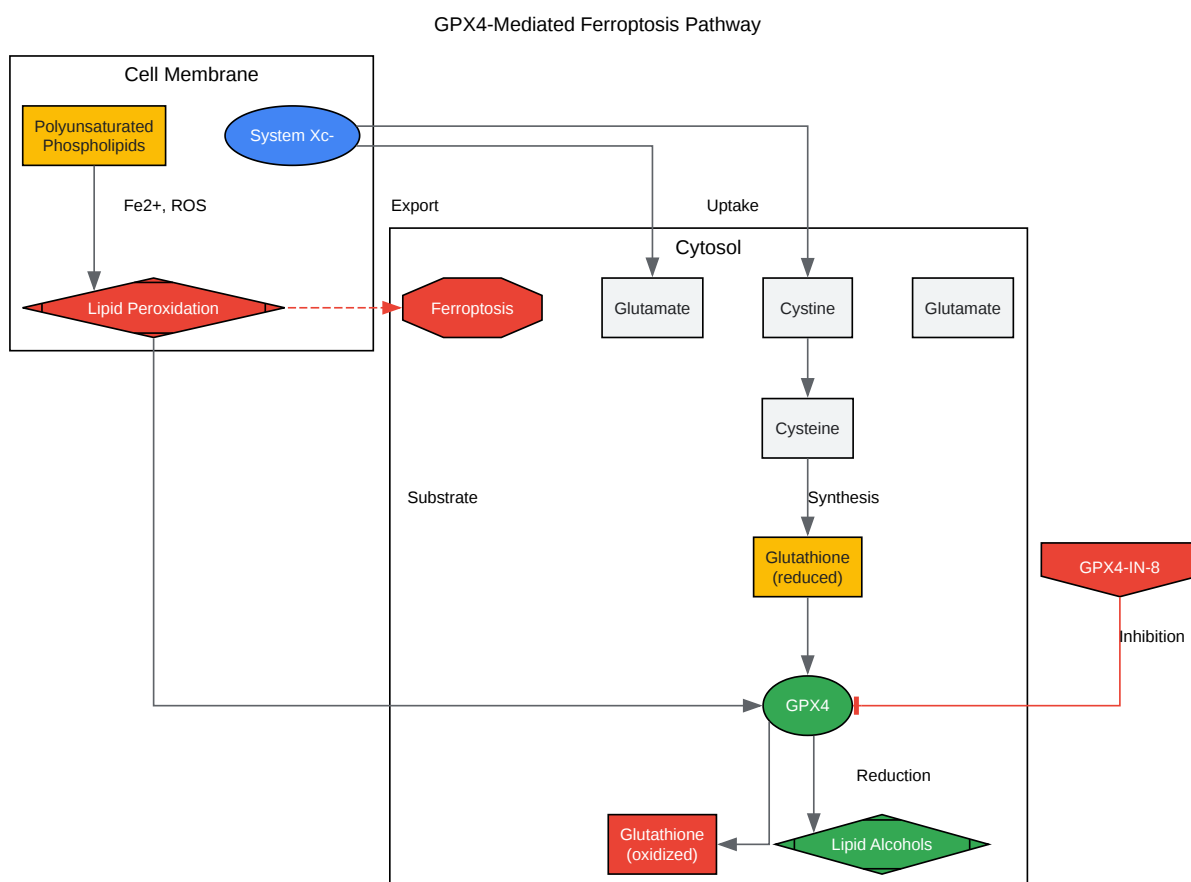 GPX4-Mediated Ferroptosis Pathway
Cell Membrane
Polyunsaturated
Phospholipids
System Xc-
Fe2+, ROS
Export
Uptake
Cytosol
Lipid Peroxidation
Ferroptosis
Glutamate
Cystine
Glutamate
Cysteine
Substrate
Synthesis
Glutathione
(reduced)
GPX4-IN-8
Inhibition
GPX4
Reduction
Glutathione
(oxidized)
Lipid Alcohols